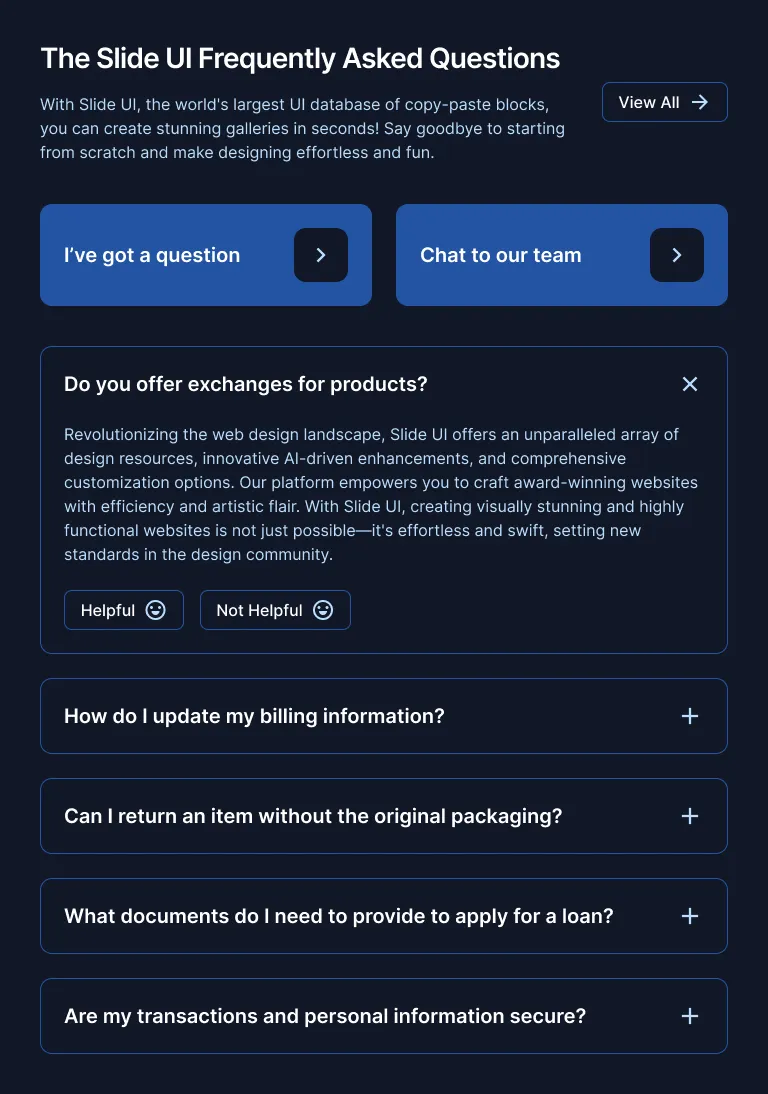 The Slide UI Frequently Asked Questions
With Slide UI, the world's largest UI database of copy-paste blocks,
you can create stunning galleries in seconds! Say goodbye to starting
from scratch and make designing effortless and fun.
View All
I’ve got a question
Chat to our team
Do you offer exchanges for products?
Revolutionizing the web design landscape, Slide UI offers an unparalleled array of
design resources, innovative AI-driven enhancements, and comprehensive
customization options. Our platform empowers you to craft award-winning websites
with efficiency and artistic flair. With Slide UI, creating visually stunning and highly
functional websites is not just possible—it's effortless and swift, setting new
standards in the design community.
Helpful
Not Helpful
How do I update my billing information?
Can I return an item without the original packaging?
What documents do I need to provide to apply for a loan?
Are my transactions and personal information secure?